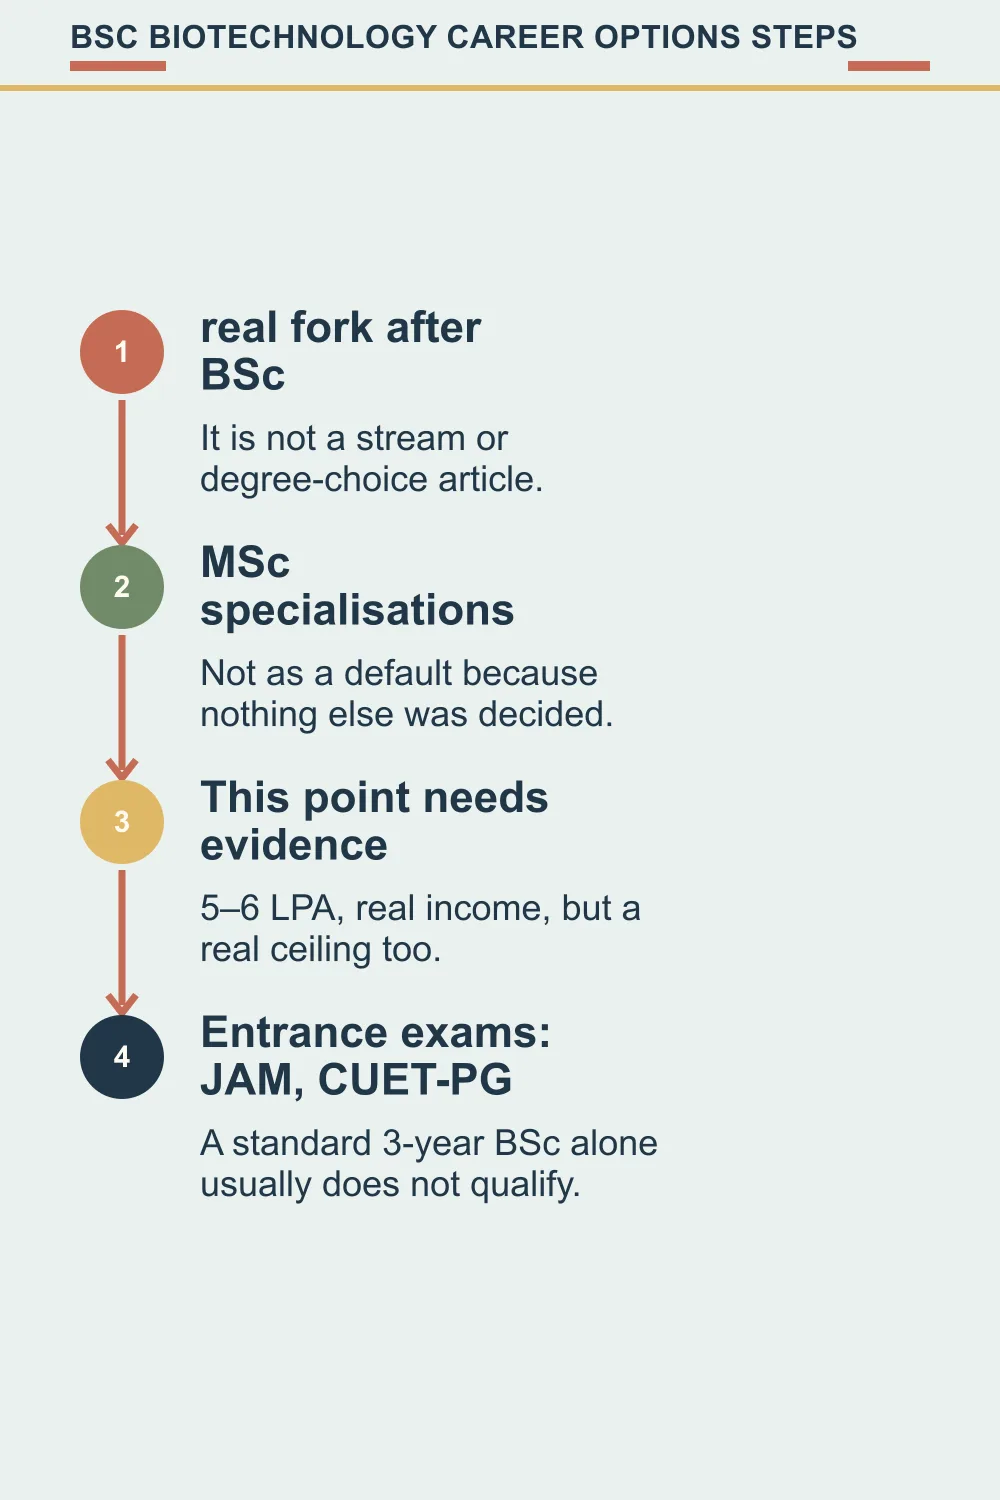 BSC BIOTECHNOLOGY CAREER OPTIONS STEPS
1
real fork after
BSc
It is not a stream or
degree-choice article.
2
MSc
specialisations
Not as a default because
nothing else was decided.
3
This point needs
evidence
5–6 LPA, real income, but a
real ceiling too.
4
Entrance exams:
JAM, CUET-PG
A standard 3-year BSc alone
usually does not qualify.